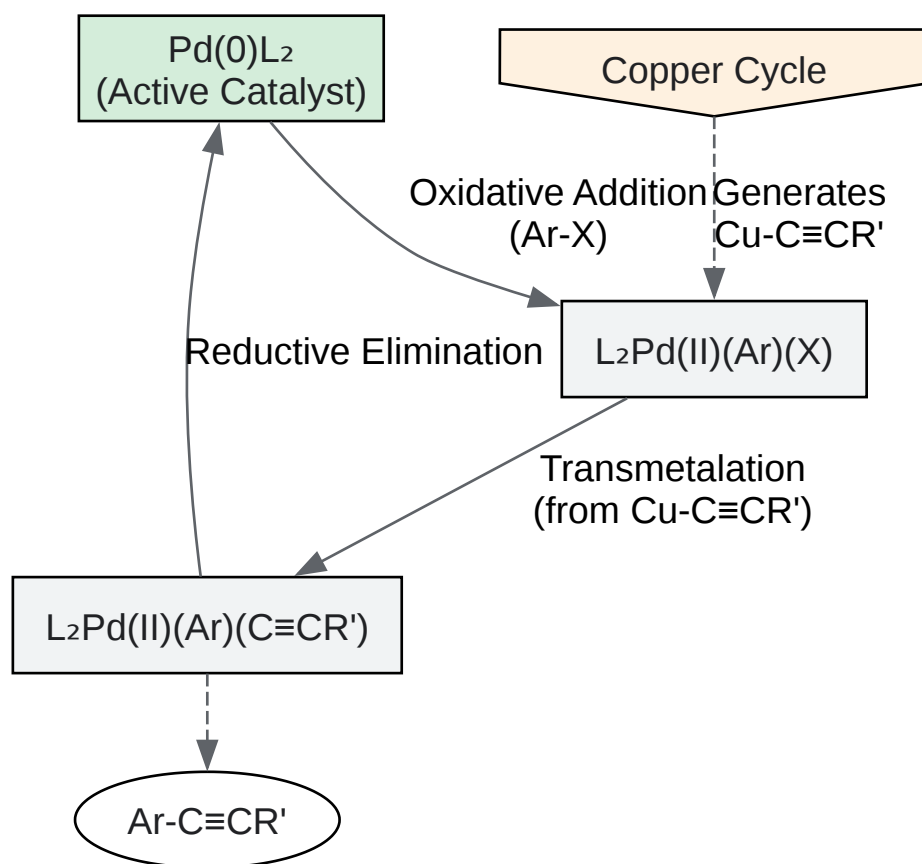 Pd(0)L₂
(Active Catalyst)
Copper Cycle
Oxidative Addition
(Ar-X)
Generates
Cu-C≡CR'
Reductive Elimination
L₂Pd(II)(Ar)(X)
Transmetalation
(from Cu-C≡CR')
L₂Pd(II)(Ar)(C≡CR')
Ar-C≡CR'